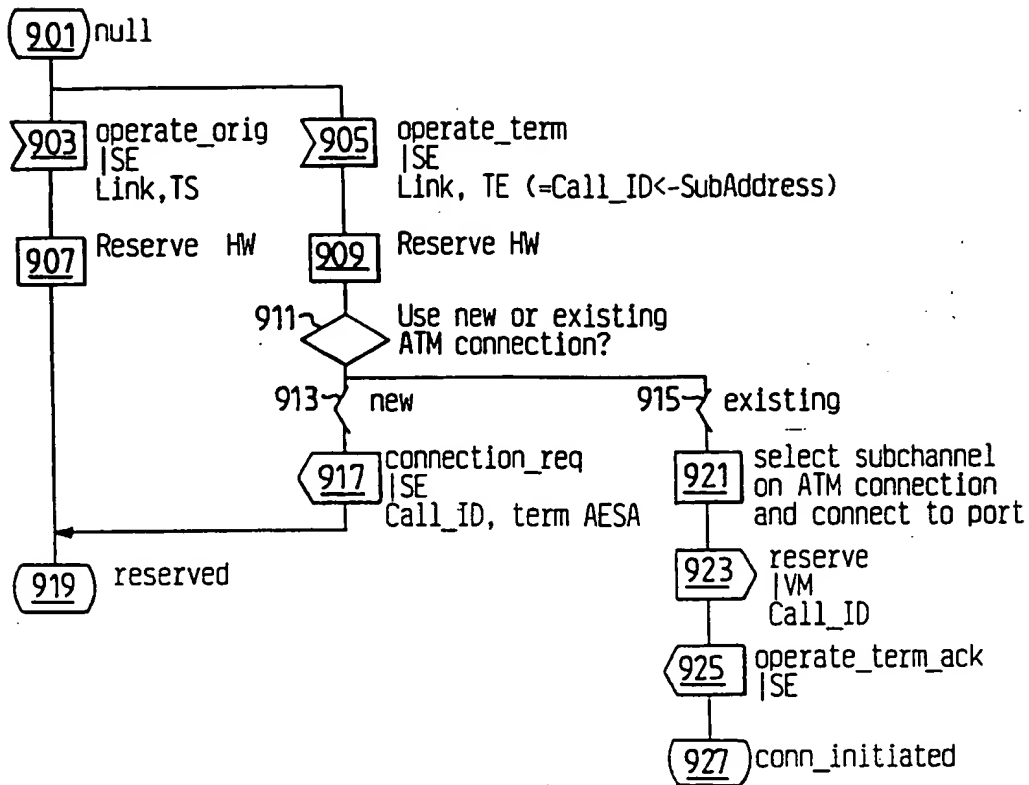 901 null
903 operate_orig
|SE
Link,TS
905 operate_term
|SE
Link, TE (=Call_ID<-SubAddress)
907 Reserve HW
909 Reserve HW
911 Use new or existing
ATM connection?
913 new
915 existing
917 connection_req
|SE
Call_ID, term AESA
921 select subchannel
on ATM connection
and connect to port
919 reserved
923 reserve
|VM
Call_ID
925 operate_term_ack
|SE
927 conn_initiated